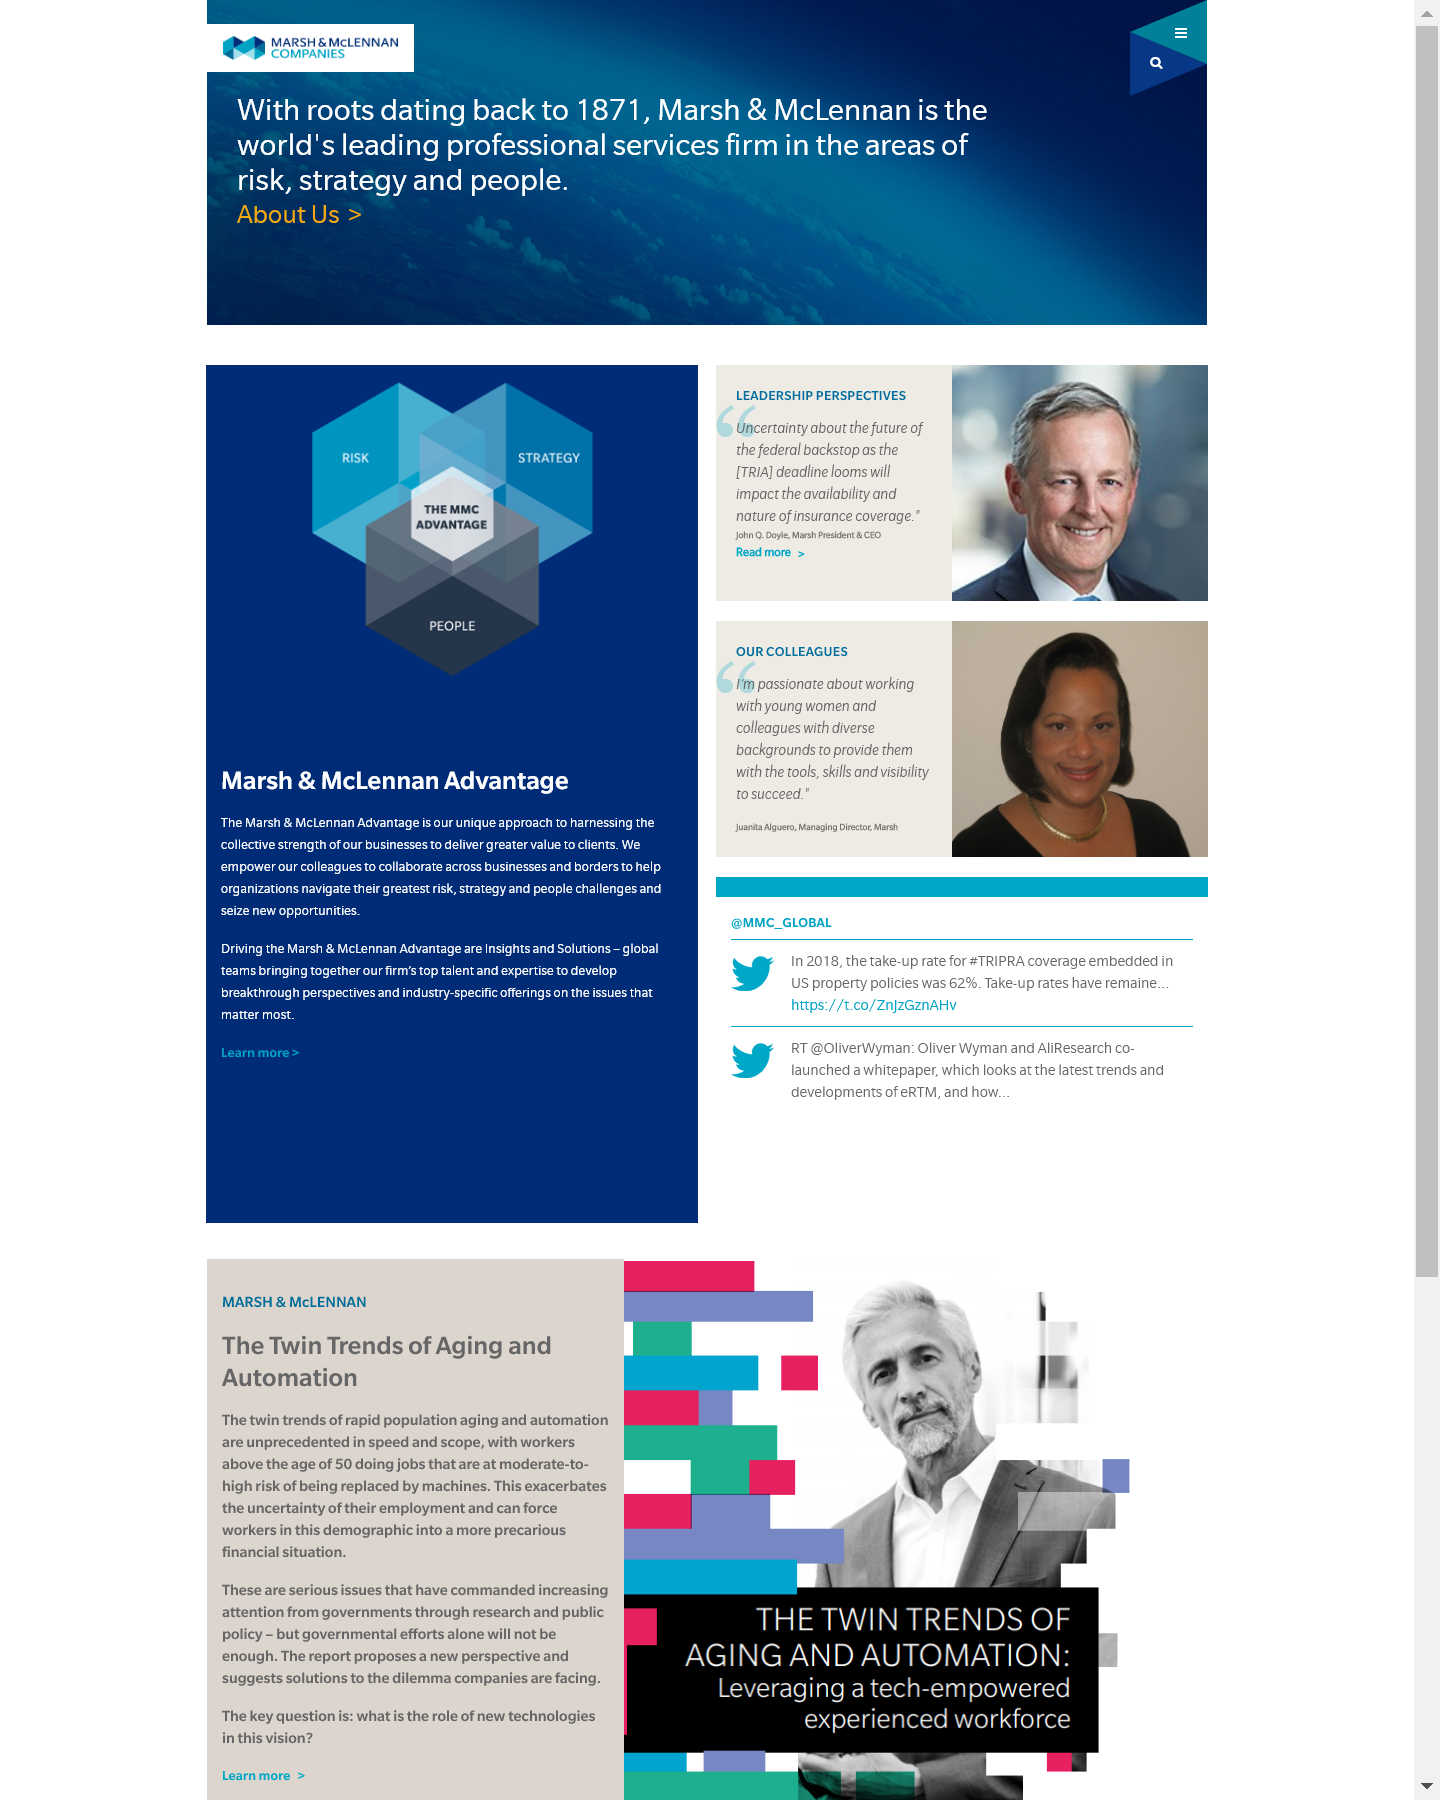 MARSH & McLENNAN
COMPANIES
With roots dating back to 1871, Marsh & McLennan is the
world's leading professional services firm in the areas of
risk, strategy and people.
About Us >
RISK
STRATEGY
THE MMC
ADVANTAGE
PEOPLE
Marsh & McLennan Advantage
The Marsh & McLennan Advantage is our unique approach to harnessing the
collective strength of our businesses to deliver greater value to clients. We
empower our colleagues to collaborate across businesses and borders to help
organizations navigate their greatest risk, strategy and people challenges and
seize new opportunities.
Driving the Marsh & McLennan Advantage are Insights and Solutions – global
teams bringing together our firm's top talent and expertise to develop
breakthrough perspectives and industry-specific offerings on the issues that
matter most.
Learn more >
LEADERSHIP PERSPECTIVES
“
Uncertainty about the future of
the federal backstop as the
[TRIA] deadline looms will
impact the availability and
nature of insurance coverage."
John Q. Doyle, Marsh President & CEO
Read more >
OUR COLLEAGUES
“
I'm passionate about working
with young women and
colleagues with diverse
backgrounds to provide them
with the tools, skills and visibility
to succeed."
Juanita Alguero, Managing Director, Marsh
@MMC_GLOBAL
In 2018, the take-up rate for #TRIPRA coverage embedded in
US property policies was 62%. Take-up rates have remaine...
https://t.co/ZnJzGznAHv
RT @OliverWyman: Oliver Wyman and AliResearch co-
launched a whitepaper, which looks at the latest trends and
developments of eRTM, and how...
MARSH & McLENNAN
The Twin Trends of Aging and
Automation
The twin trends of rapid population aging and automation
are unprecedented in speed and scope, with workers
above the age of 50 doing jobs that are at moderate-to-
high risk of being replaced by machines. This exacerbates
the uncertainty of their employment and can force
workers in this demographic into a more precarious
financial situation.
These are serious issues that have commanded increasing
attention from governments through research and public
policy – but governmental efforts alone will not be
enough. The report proposes a new perspective and
suggests solutions to the dilemma companies are facing.
The key question is: what is the role of new technologies
in this vision?
Learn more >
THE TWIN TRENDS OF
AGING AND AUTOMATION:
Leveraging a tech-empowered
experienced workforce